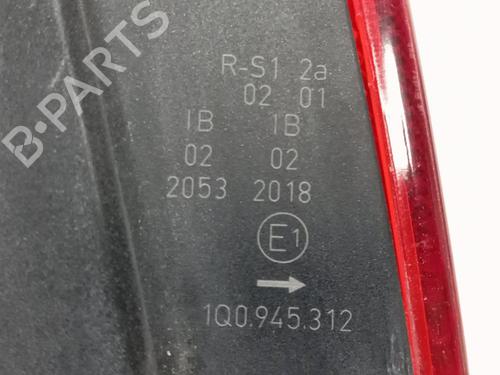 B-PARTS
R-S1 2a
02 01
IB IB
02 02
2053 2018
E1
→
1Q0.945.312